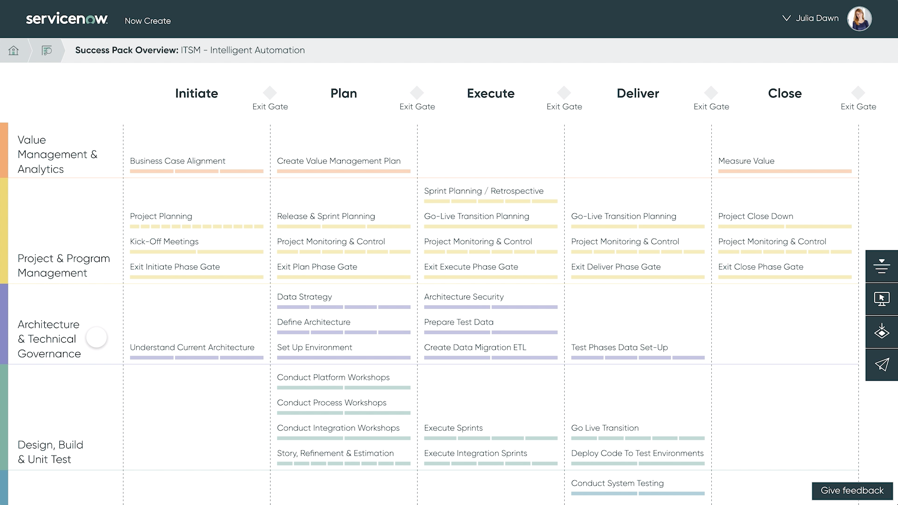 servicenow
Now Create
Julia Dawn
Success Pack Overview: ITSM - Intelligent Automation
Initiate
Exit Gate
Plan
Exit Gate
Execute
Exit Gate
Deliver
Exit Gate
Close
Exit Gate
Value
Management &
Analytics
Business Case Alignment
Create Value Management Plan
Measure Value
Project & Program
Management
Sprint Planning / Retrospective
Project Planning
Release & Sprint Planning
Go-Live Transition Planning
Go-Live Transition Planning
Project Close Down
Kick-Off Meetings
Project Monitoring & Control
Project Monitoring & Control
Project Monitoring & Control
Project Monitoring & Control
Exit Initiate Phase Gate
Exit Plan Phase Gate
Exit Execute Phase Gate
Exit Deliver Phase Gate
Exit Close Phase Gate
Architecture
& Technical
Governance
Data Strategy
Architecture Security
Define Architecture
Prepare Test Data
Understand Current Architecture
Set Up Environment
Create Data Migration ETL
Test Phases Data Set-Up
Design, Build
& Unit Test
Conduct Platform Workshops
Conduct Process Workshops
Conduct Integration Workshops
Execute Sprints
Go Live Transition
Story, Refinement & Estimation
Execute Integration Sprints
Deploy Code To Test Environments
Conduct System Testing
Give feedback